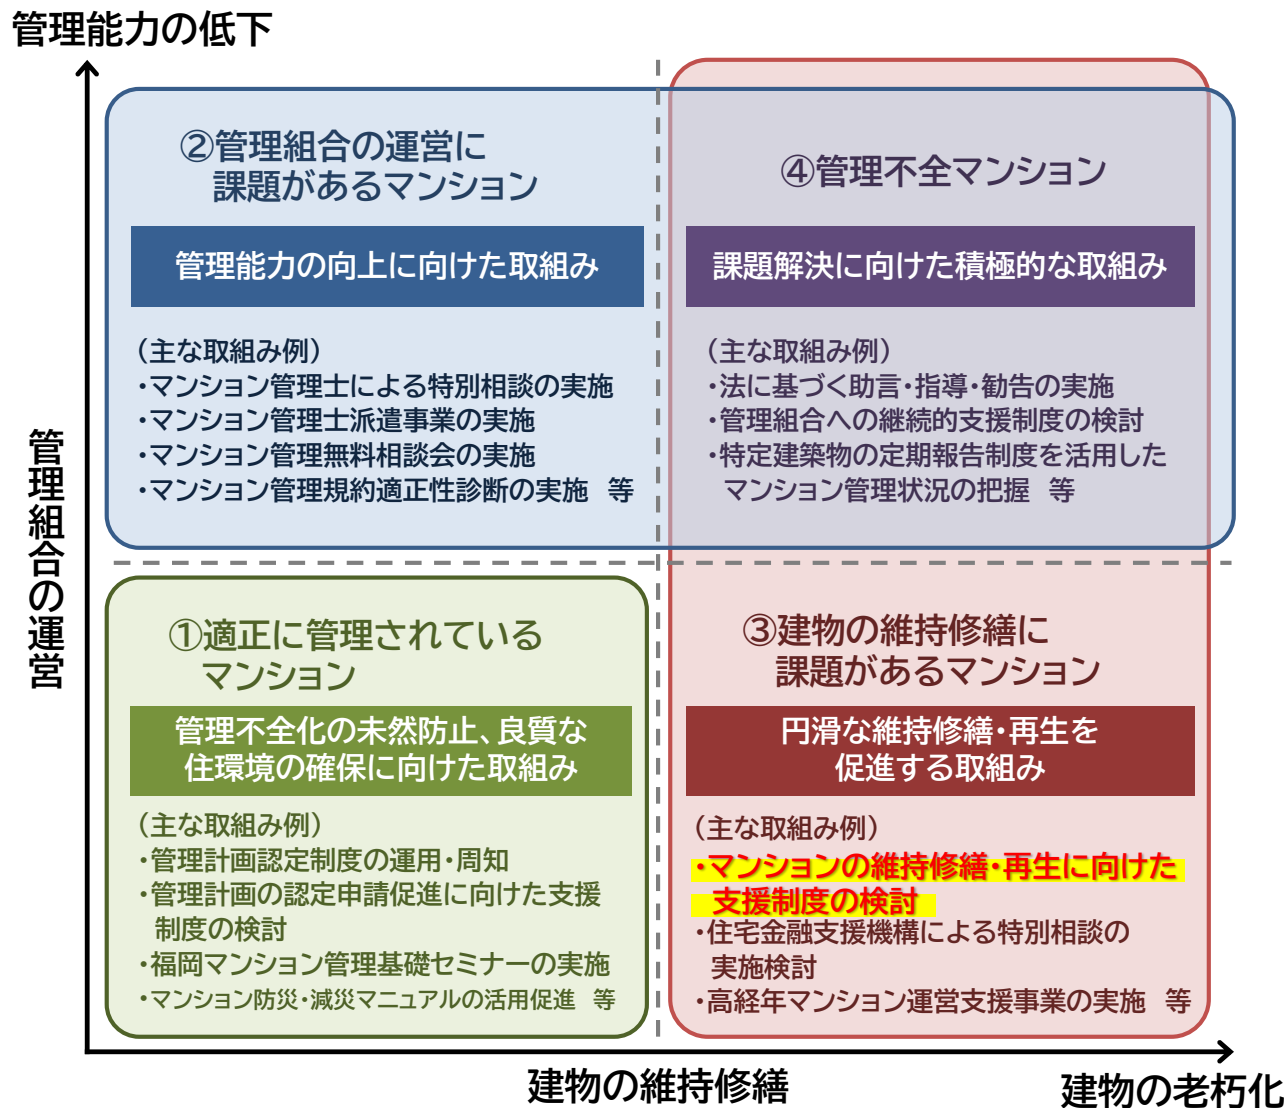 管理能力の低下
②管理組合の運営に
課題があるマンション
管理能力の向上に向けた取組み
（主な取組み例）
・マンション管理士による特別相談の実施
・マンション管理士派遣事業の実施
・マンション管理無料相談会の実施
・マンション管理規約適正性診断の実施　等
④管理不全マンション
課題解決に向けた積極的な取組み
（主な取組み例）
・法に基づく助言・指導・勧告の実施
・管理組合への継続的支援制度の検討
・特定建築物の定期報告制度を活用した
マンション管理状況の把握　等
管理組合の運営
①適正に管理されている
マンション
管理不全化の未然防止、良質な
住環境の確保に向けた取組み
（主な取組み例）
・管理計画認定制度の運用・周知
・管理計画の認定申請促進に向けた支援
制度の検討
・福岡マンション管理基礎セミナーの実施
・マンション防災・減災マニュアルの活用促進　等
③建物の維持修繕に
課題があるマンション
円滑な維持修繕・再生を
促進する取組み
（主な取組み例）
・マンションの維持修繕・再生に向けた
支援制度の検討
・住宅金融支援機構による特別相談の
実施検討
・高経年マンション運営支援事業の実施　等
建物の維持修繕
建物の老朽化